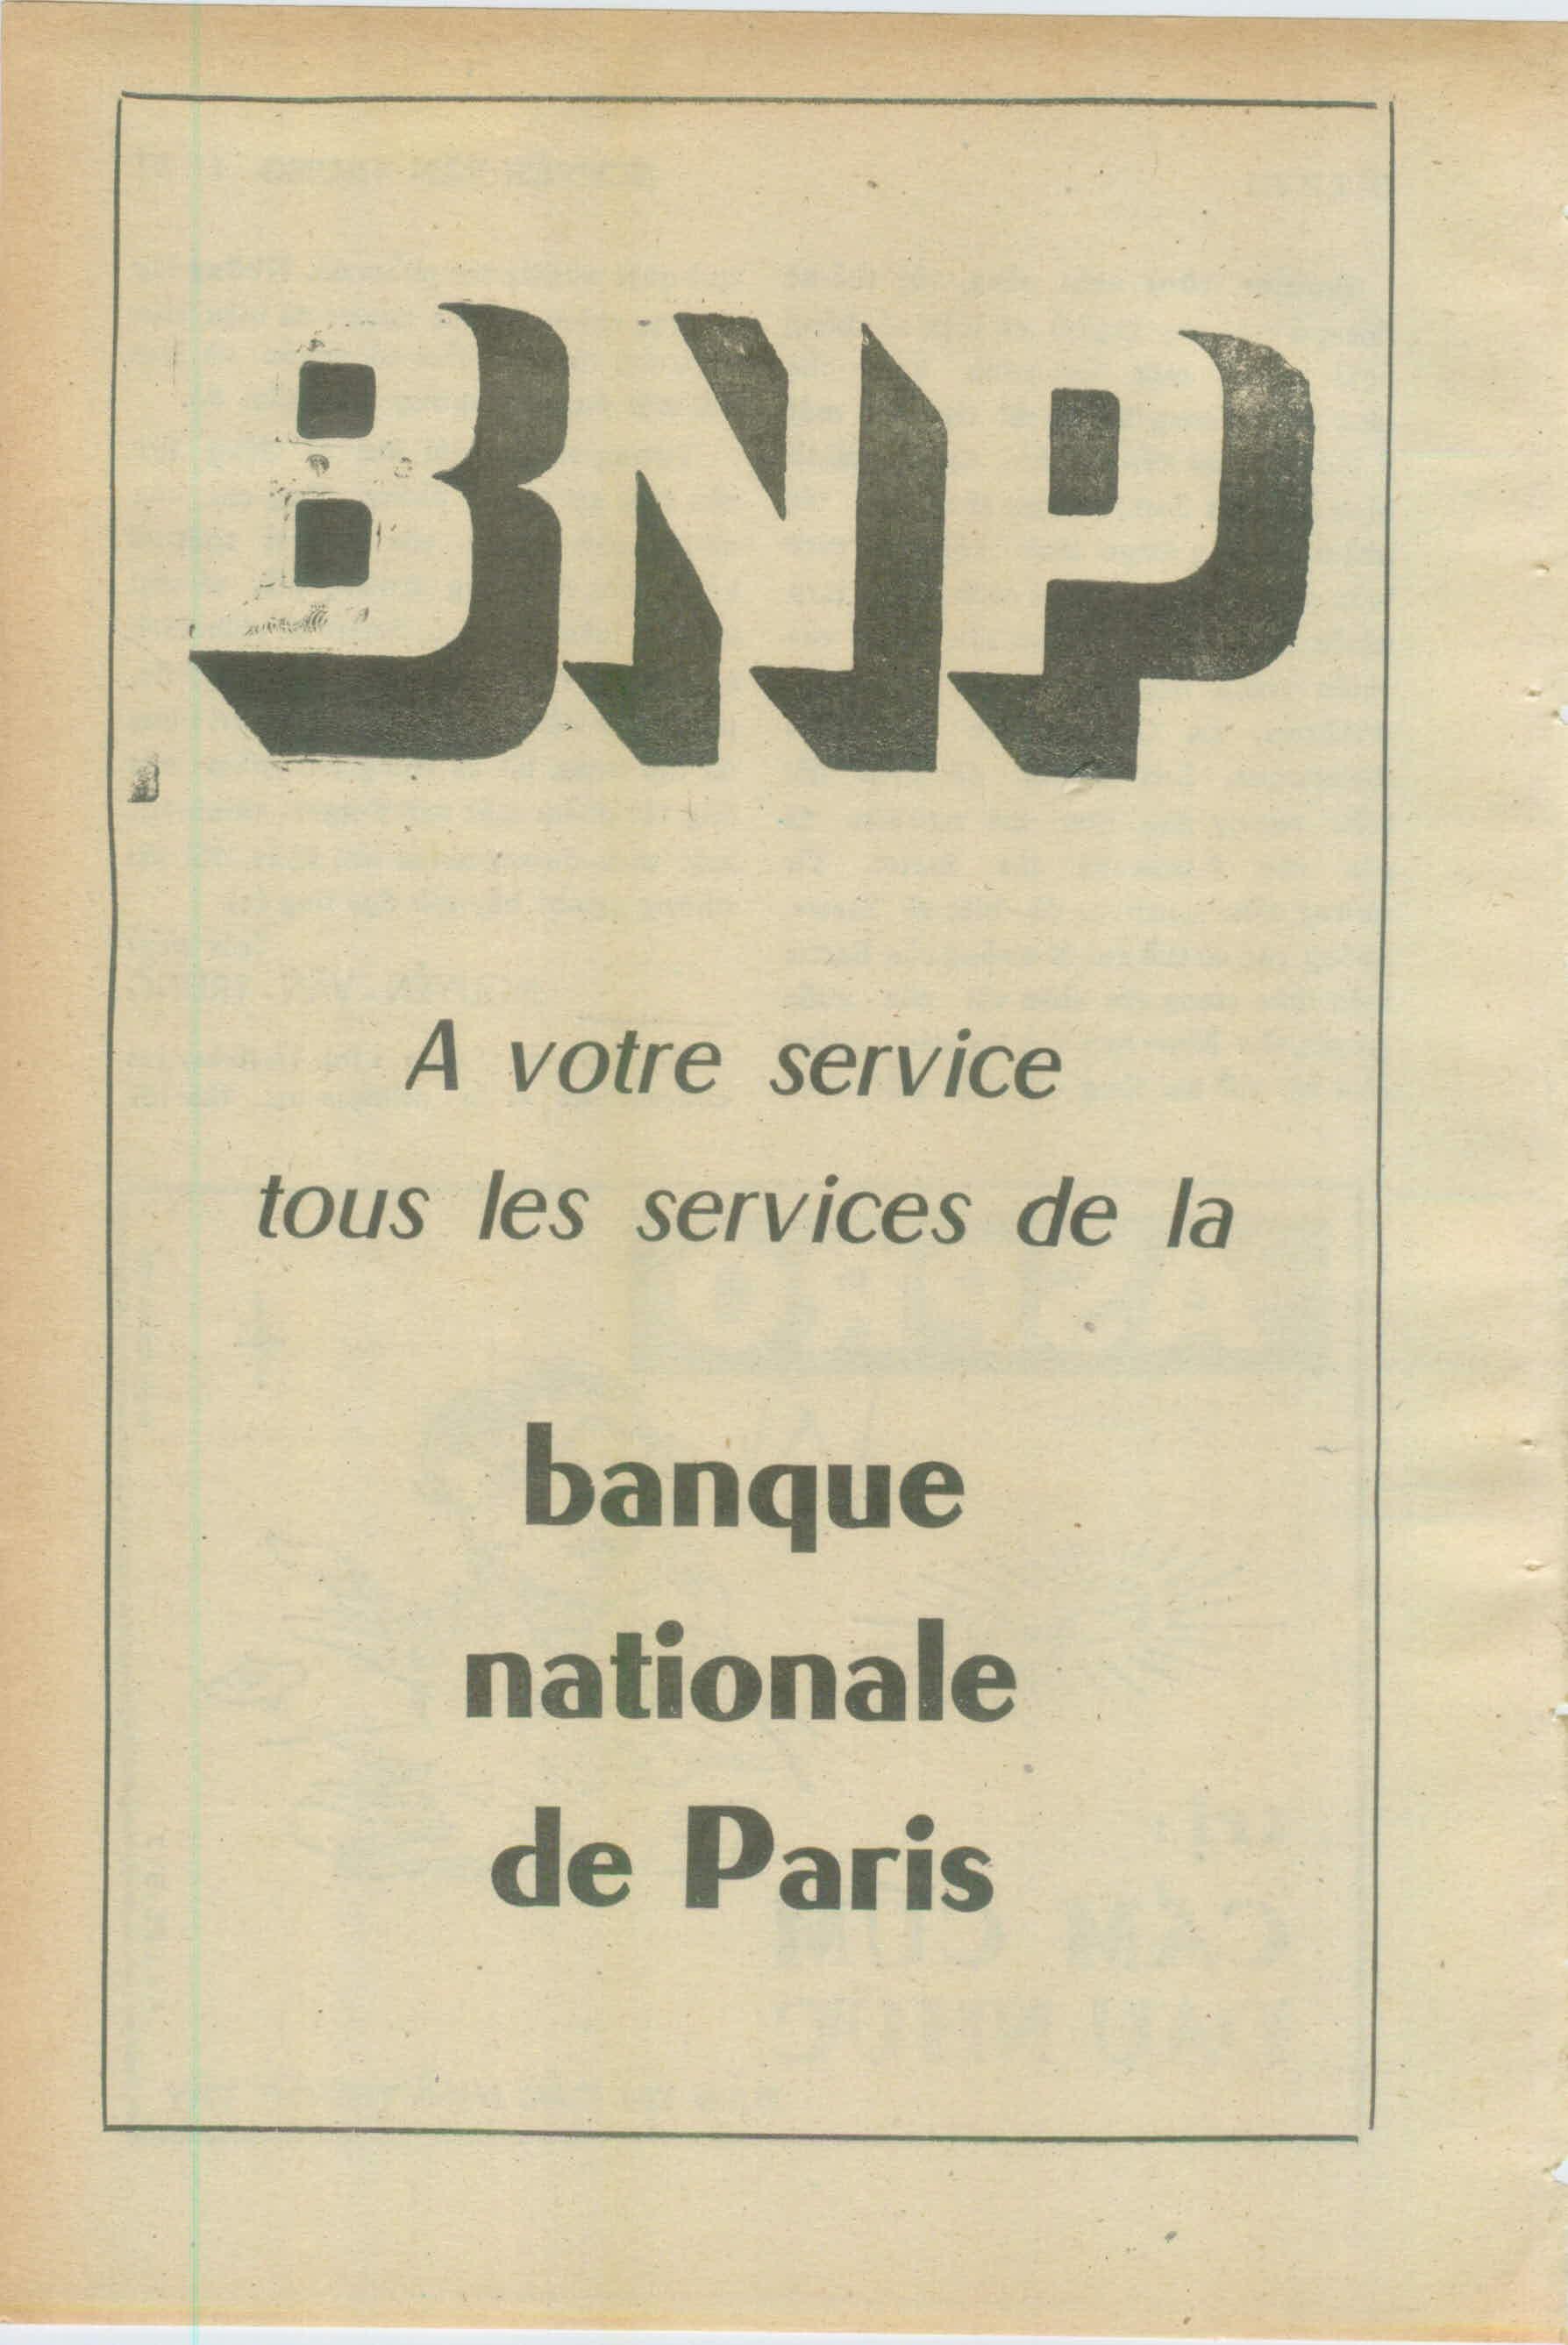 BNP
A votre service
tous les services de la
banque
nationale
de Paris